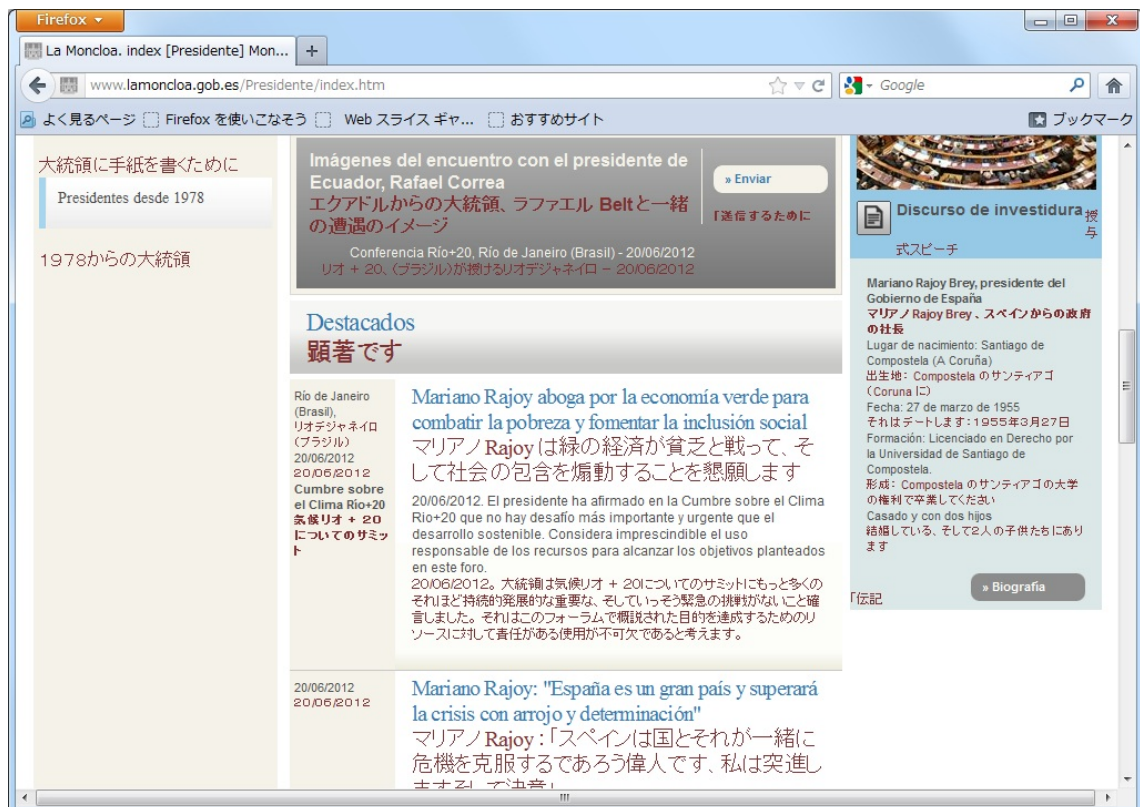 Firefox
La Moncloa. index [Presidente] Mon...
www.lamoncloa.gob.es/Presidente/index.htm
Google
よく見るページ
Firefox を使いこなそう
Web スライス ギャ...
おすすめサイト
ブックマーク
大統領に手紙を書くために
Presidentes desde 1978
1978からの大統領
Imágenes del encuentro con el presidente de
Ecuador, Rafael Correa
エクアドルからの大統領、ラファエル Beltと一緒
の遭遇のイメージ
» Enviar
「送信するために
Conferencia Río+20, Río de Janeiro (Brasil) - 20/06/2012
リオ + 20、(ブラジル)が授けるリオデジャネイロ - 20/06/2012
Destacados
顕著です
Río de Janeiro
(Brasil),
リオデジャネイロ
(ブラジル)
20/06/2012
20/06/2012
Cumbre sobre
el Clima Rio+20
気候リオ + 20
についてのサミッ
ト
Mariano Rajoy aboga por la economía verde para
combatir la pobreza y fomentar la inclusión social
マリアノ Rajoy は緑の経済が貧乏と戦って、そ
して社会の包含を煽動することを懇願します
20/06/2012. El presidente ha afirmado en la Cumbre sobre el Clima
Rio+20 que no hay desafío más importante y urgente que el
desarrollo sostenible. Considera imprescindible el uso
responsable de los recursos para alcanzar los objetivos planteados
en este foro.
20/06/2012。大統領は気候リオ + 20についてのサミットにもっと多くの
それほど持続的発展的な重要な、そしていっそう緊急の挑戦がないこと確
言しました。それはこのフォーラムで概説された目的を達成するためのリ
ソースに対して責任がある使用が不可欠であると考えます。
20/06/2012
20/06/2012
Mariano Rajoy: "España es un gran país y superará
la crisis con arrojo y determinación"
マリアノ Rajoy :「スペインは国とそれが一緒に
危機を克服するであろう偉人です、私は突進し
ますそして決意」
Discurso de investidura
授与
式スピーチ
Mariano Rajoy Brey, presidente del
Gobierno de España
マリアノ Rajoy Brey 、スペインからの政府
の社長
Lugar de nacimiento: Santiago de
Compostela (A Coruña)
出生地： Compostela のサンティアゴ
(Coruna に)
Fecha: 27 de marzo de 1955
それはデートします：1955年3月27日
Formación: Licenciado en Derecho por
la Universidad de Santiago de
Compostela.
形成： Compostela のサンティアゴの大学
の権利で卒業してください
Casado y con dos hijos
結婚している、そして2人の子供たちにあり
ます
» Biografía
「伝記